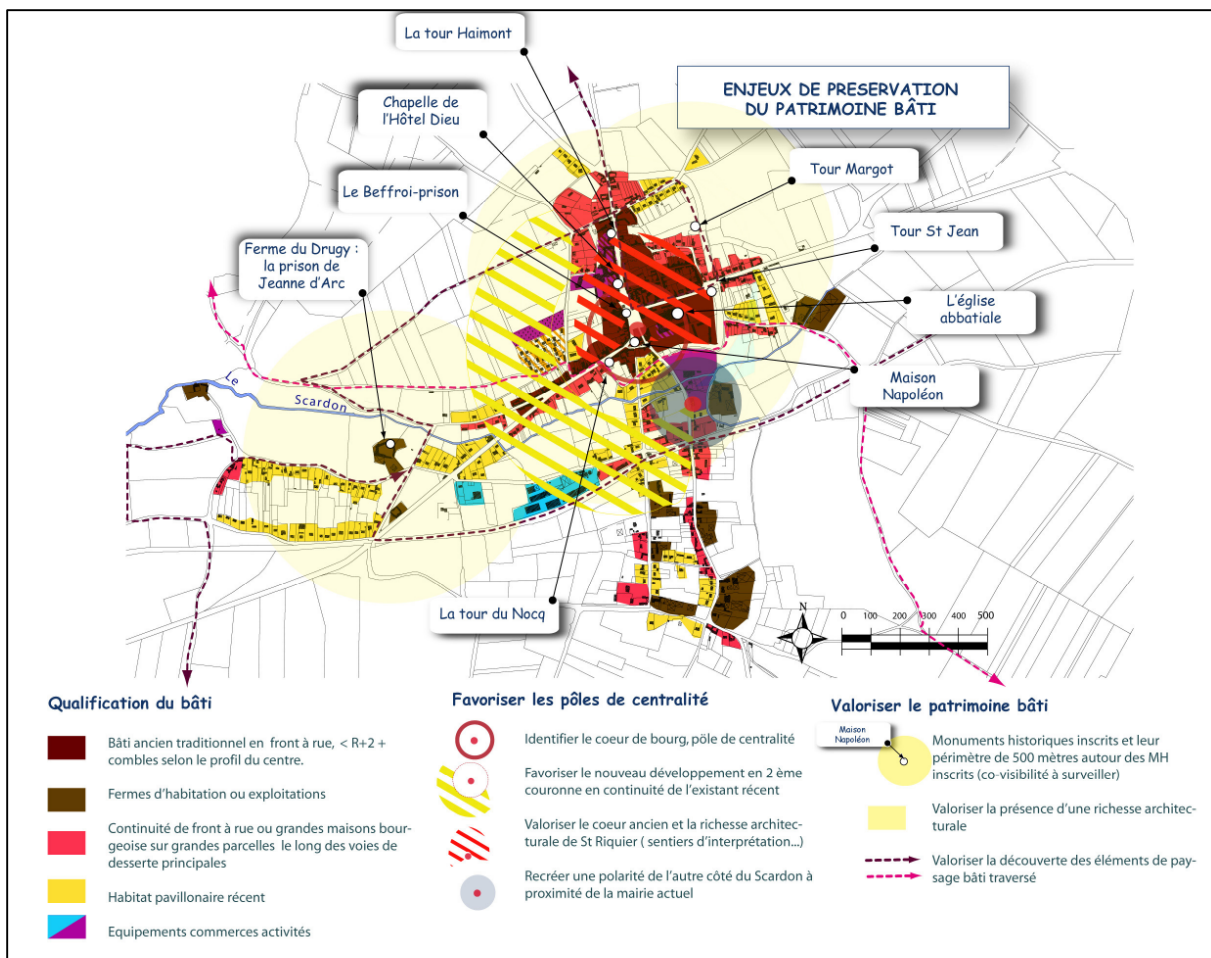 La tour Haimont
ENJEUX DE PRESERVATION
DU PATRIMOINE BÂTI
Chapelle de
l'Hôtel Dieu
Tour Margot
Le Beffroi-prison
Tour St Jean
Ferme du Drugy :
la prison de
Jeanne d'Arc
L'église
abbatiale
Le
Scardon
Maison
Napoléon
La tour du Nocq
N
0 100 200 300 400 500
Qualification du bâti
Bâti ancien traditionnel en front à rue, < R+2 +
combles selon le profil du centre.
Fermes d'habitation ou exploitations
Continuité de front à rue ou grandes maisons bour-
geoise sur grandes parcelles le long des voies de
desserte principales
Habitat pavillonaire récent
Equipements commerces activités
Favoriser les pôles de centralité
Identifier le coeur de bourg, pöle de centralité
Favoriser le nouveau développement en 2 ème
couronne en continuité de l'existant récent
Valoriser le coeur ancien et la richesse architec-
turale de St Riquier ( sentiers d'interprétation...)
Recréer une polarité de l'autre côté du Scardon à
proximité de la mairie actuel
Valoriser le patrimoine bâti
Maison
Napoléon
Monuments historiques inscrits et leur
périmètre de 500 mètres autour des MH
inscrits (co-visibilité à surveiller)
Valoriser la présence d'une richesse architec-
turale
Valoriser la découverte des éléments de pay-
sage bâti traversé